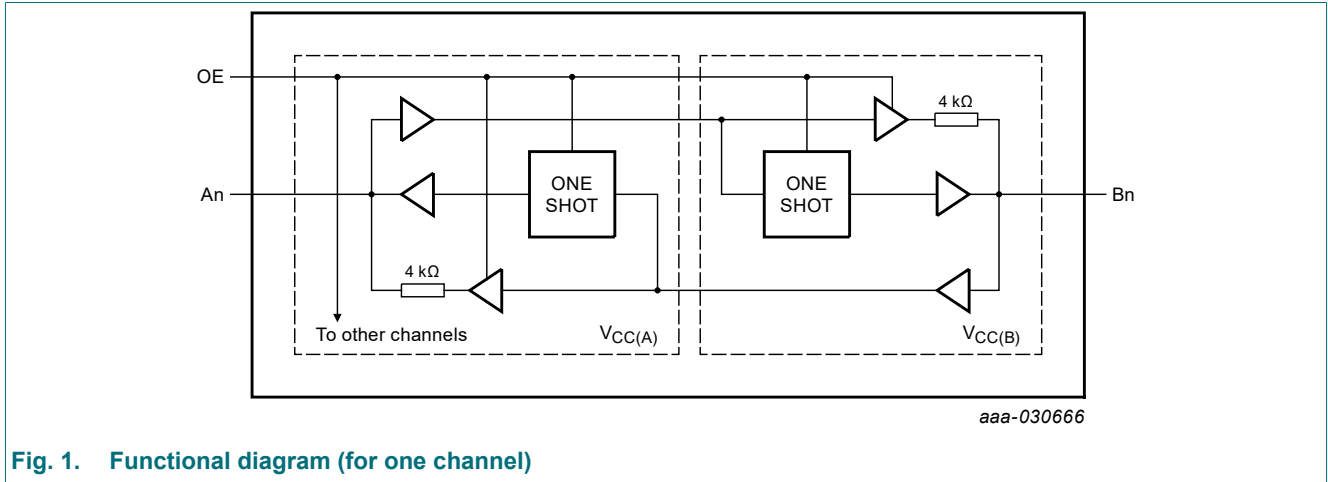 OE
4 kΩ
ONE
SHOT
ONE
SHOT
An
Bn
4 kΩ
To other channels
VCC(A)
VCC(B)
aaa-030666
Fig. 1. Functional diagram (for one channel)